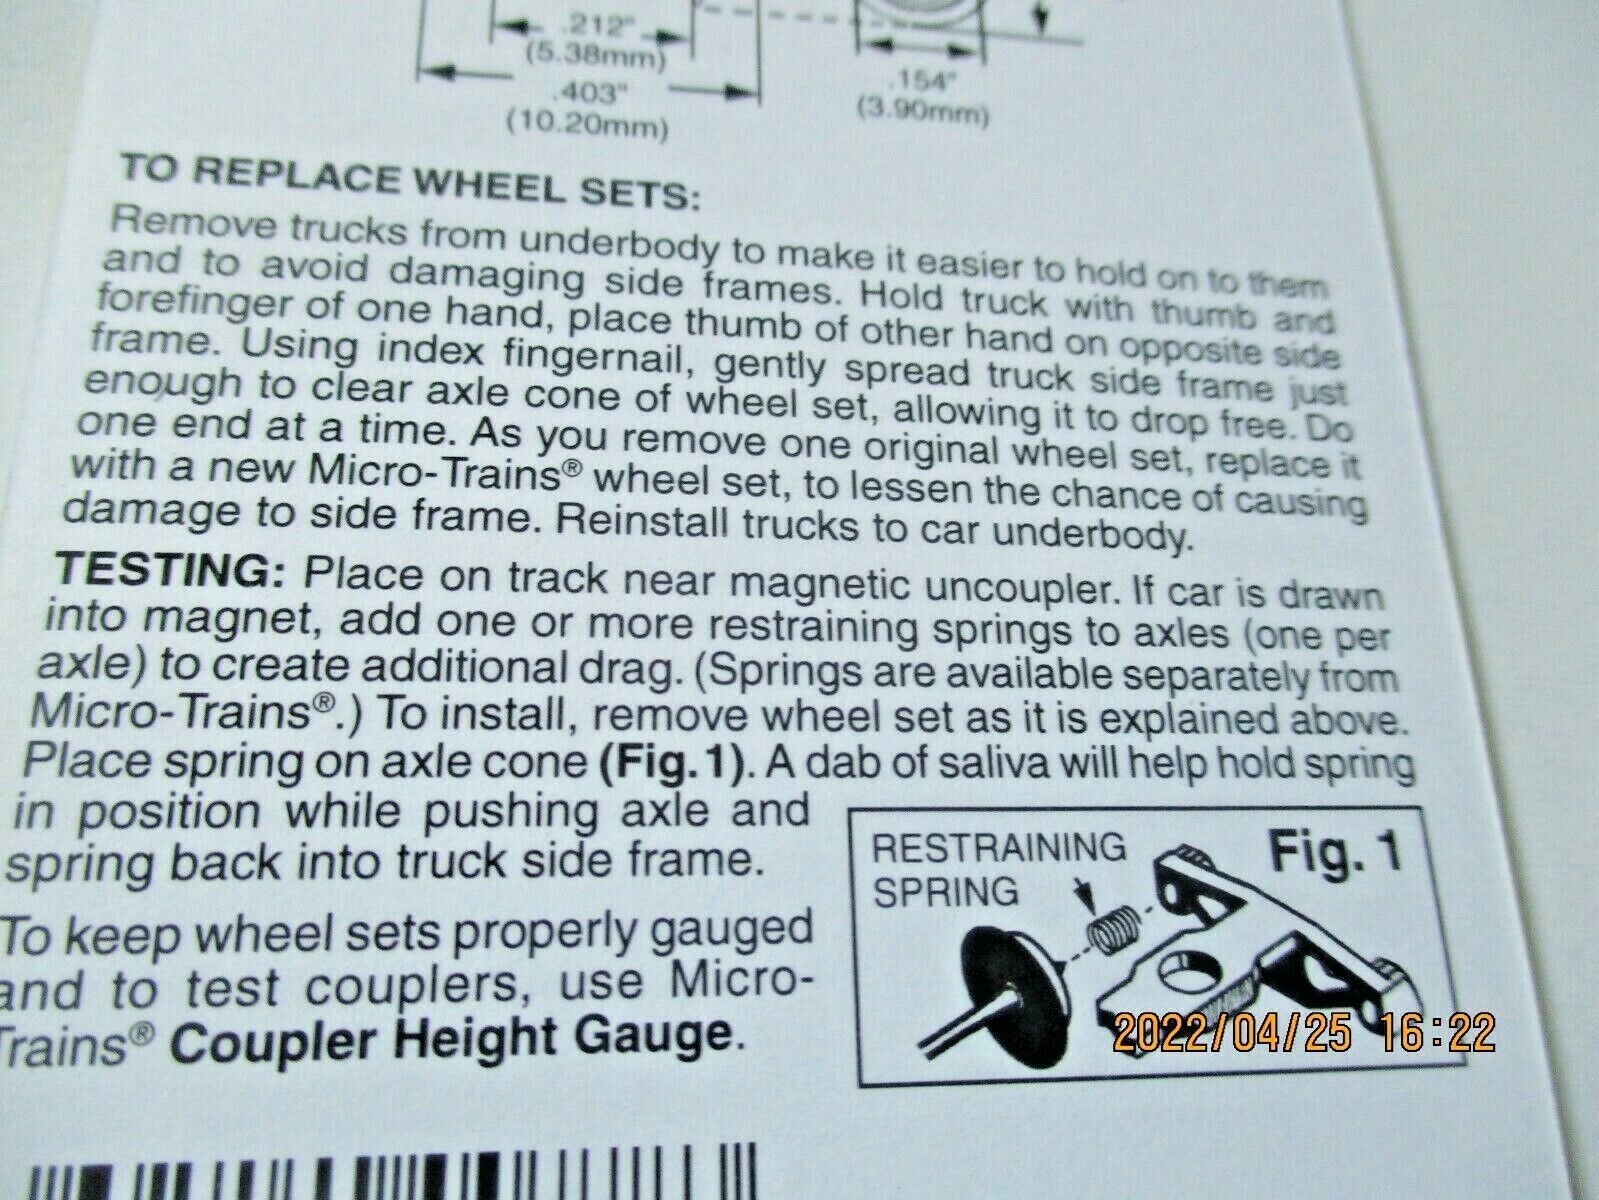 .212"
(5.38mm)
.403"
(10.20mm)
.154"
(3.90mm)
TO REPLACE WHEEL SETS:
Remove trucks from underbody to make it easier to hold on to them
and to avoid damaging side frames. Hold truck with thumb and
forefinger of one hand, place thumb of other hand on opposite side
frame. Using index fingernail, gently spread truck side frame just
enough to clear axle cone of wheel set, allowing it to drop free. Do
one end at a time. As you remove one original wheel set, replace it
with a new Micro-Trains® wheel set, to lessen the chance of causing
damage to side frame. Reinstall trucks to car underbody.
TESTING: Place on track near magnetic uncoupler. If car is drawn
into magnet, add one or more restraining springs to axles (one per
axle) to create additional drag. (Springs are available separately from
Micro-Trains®.) To install, remove wheel set as it is explained above.
Place spring on axle cone (Fig.1). A dab of saliva will help hold spring
in position while pushing axle and
spring back into truck side frame.
To keep wheel sets properly gauged
and to test couplers, use Micro-
Trains® Coupler Height Gauge.
RESTRAINING
SPRING
Fig. 1
2022/04/25 16:22